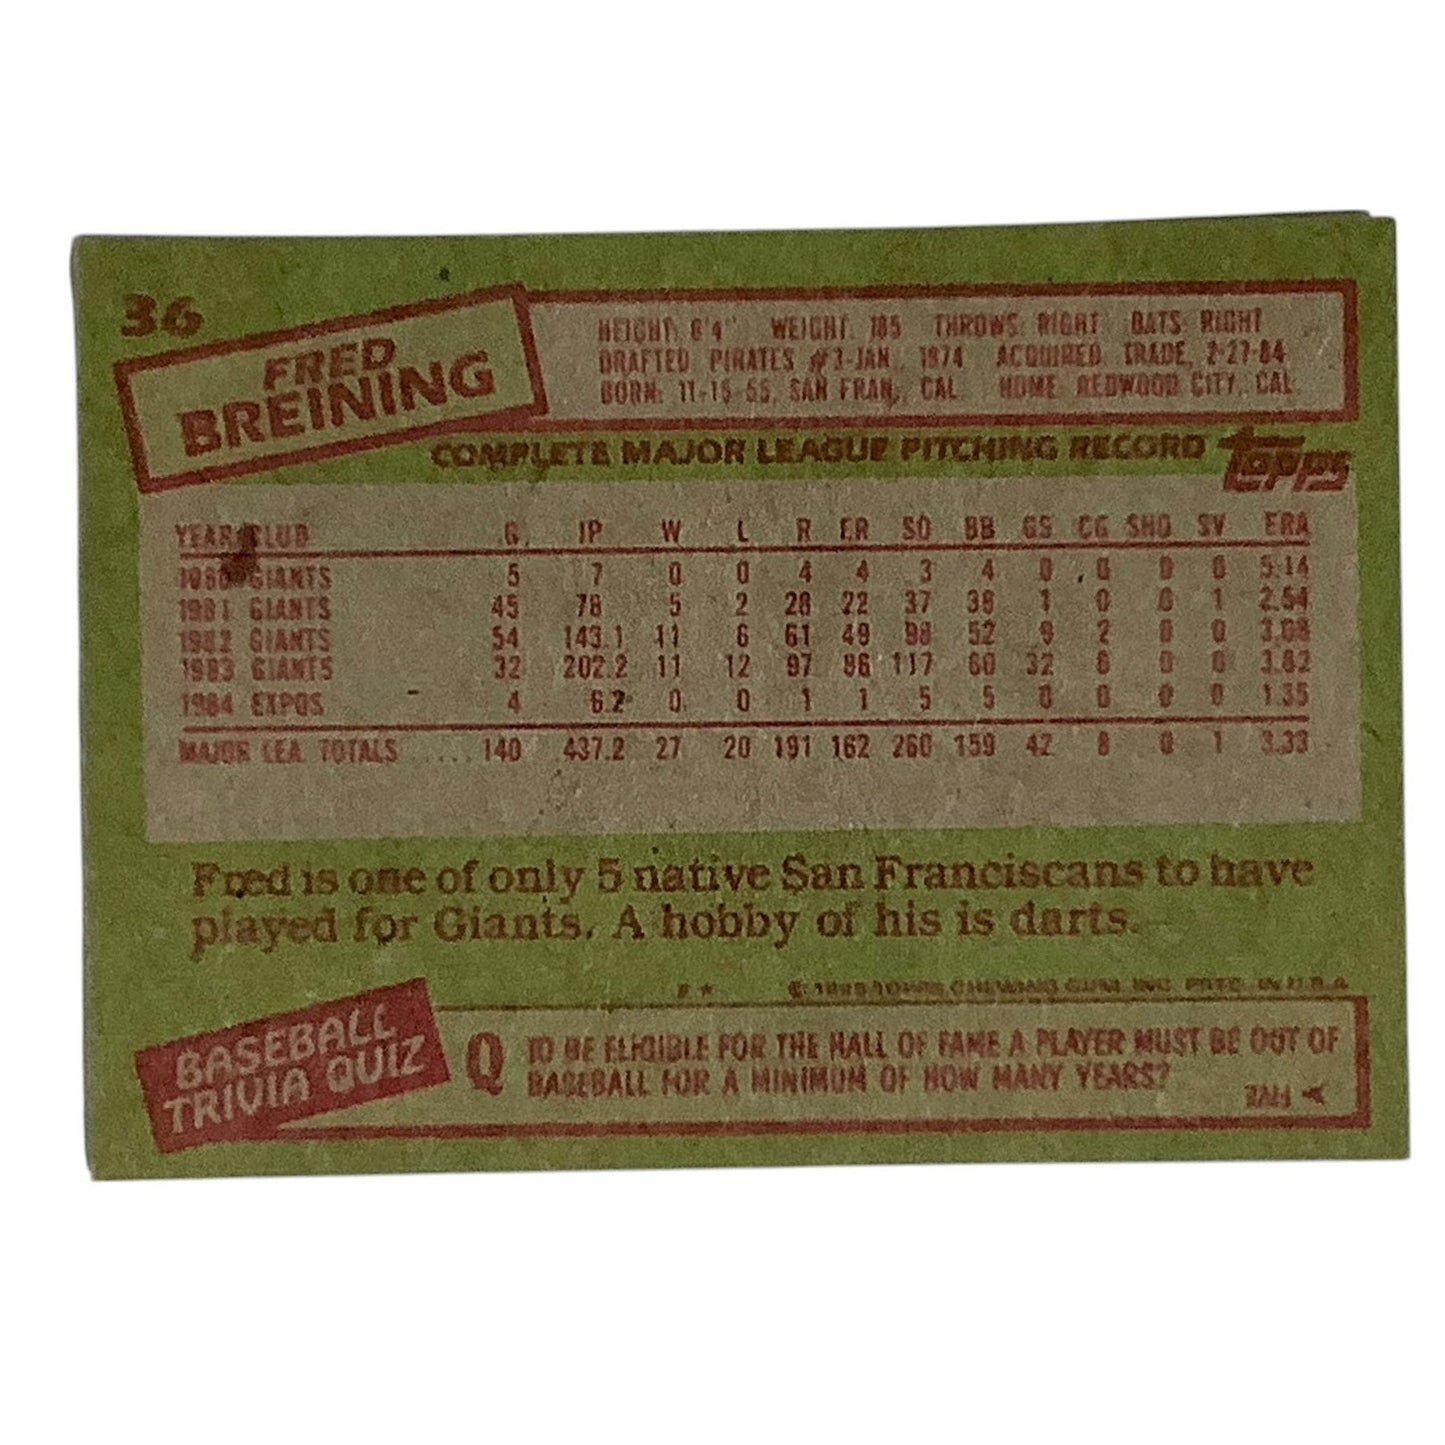 36
FRED
BREINING
HEIGHT: 6'4" WEIGHT: 185 THROWS: RIGHT BATS: RIGHT
DRAFTED PIRATES #3-JAN., 1974 ACQUIRED TRADE, 2-27-84
BORN: 11-15-55, SAN FRAN., CAL. HOME: REDWOOD CITY, CAL.
COMPLETE MAJOR LEAGUE PITCHING RECORD
topps
YEAR CLUB G IP W L R ER SO BB GS CG SHO SV ERA
1980 GIANTS 5 7 0 0 4 4 3 4 0 0 0 0 5.14
1981 GIANTS 45 78 5 2 28 22 37 38 1 0 0 1 2.54
1982 GIANTS 54 143.1 11 6 61 49 98 52 9 2 0 0 3.08
1983 GIANTS 32 202.2 11 12 97 86 117 60 32 6 0 0 3.82
1984 EXPOS 4 6.2 0 0 1 1 5 5 0 0 0 0 1.35
MAJOR LEA. TOTALS ..... 140 437.2 27 20 191 162 260 159 42 8 0 1 3.33
Fred is one of only 5 native San Franciscans to have
played for Giants. A hobby of his is darts.
© 1985 TOPPS CHEWING GUM, INC. PRTD. IN U.S.A.
BASEBALL
TRIVIA QUIZ
Q TO BE ELIGIBLE FOR THE HALL OF FAME A PLAYER MUST BE OUT OF
BASEBALL FOR A MINIMUM OF HOW MANY YEARS?
A FIVE